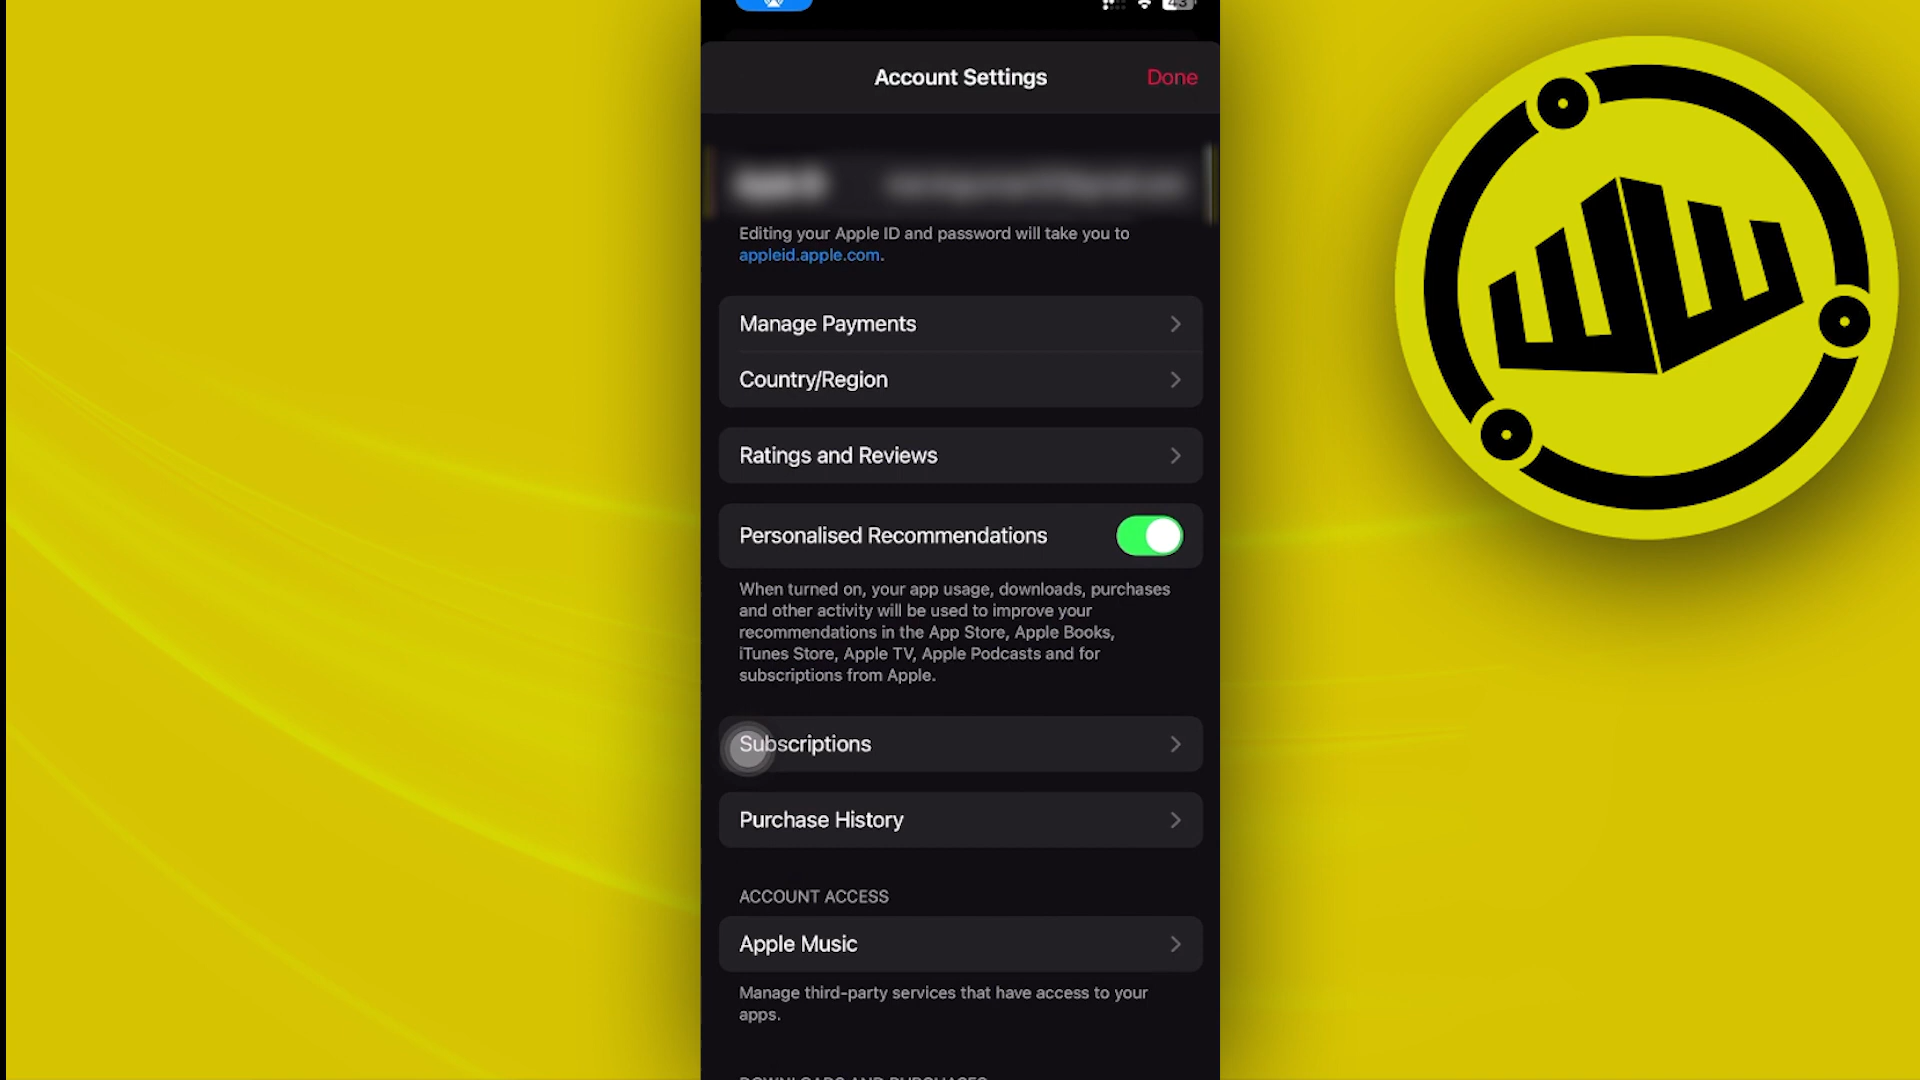 43
Account Settings
Done
Editing your Apple ID and password will take you to
appleid.apple.com.
Manage Payments
Country/Region
Ratings and Reviews
Personalised Recommendations
When turned on, your app usage, downloads, purchases
and other activity will be used to improve your
recommendations in the App Store, Apple Books,
iTunes Store, Apple TV, Apple Podcasts and for
subscriptions from Apple.
Subscriptions
Purchase History
ACCOUNT ACCESS
Apple Music
Manage third-party services that have access to your
apps.
DOWNLOADS AND PURCHASES